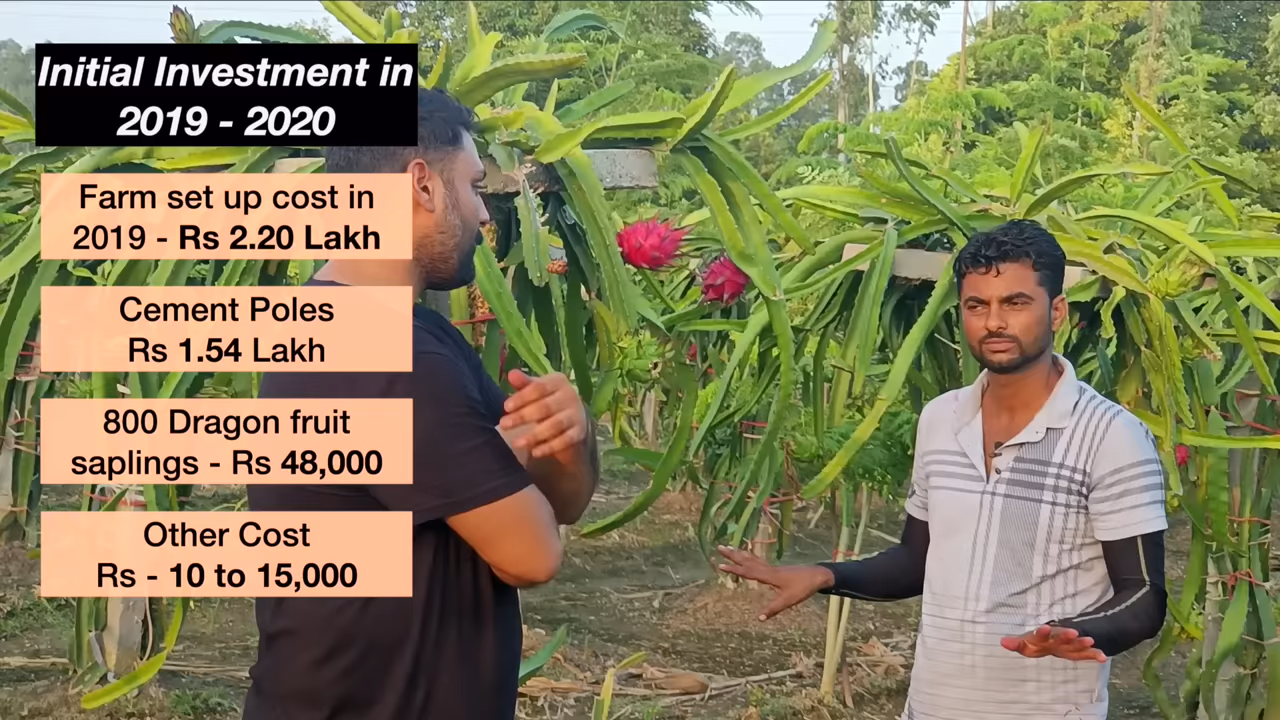 Initial Investment in
2019 - 2020
Farm set up cost in
2019 - Rs 2.20 Lakh
Cement Poles
Rs 1.54 Lakh
800 Dragon fruit
saplings - Rs 48,000
Other Cost
Rs - 10 to 15,000